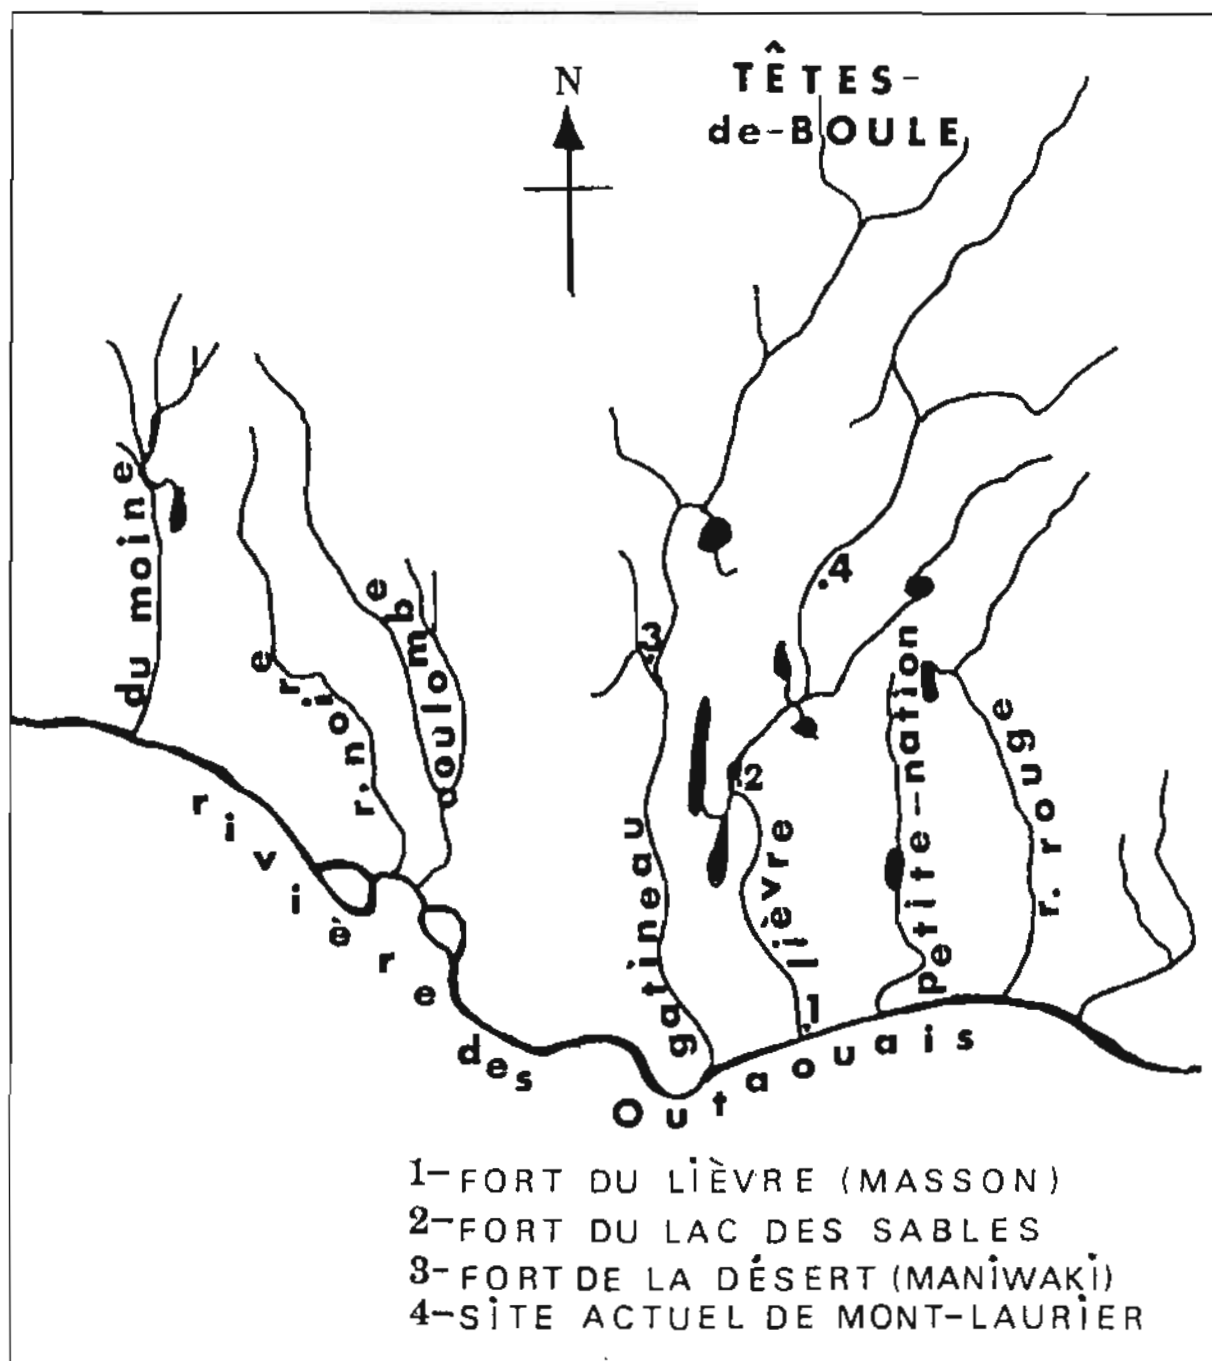 N
TÊTES-
de-BOULE
du moine
r. noire
coulombe
gatineau
lièvre
petite-nation
r. rouge
rivière des Outaouais
4
3
2
1
1-FORT DU LIÈVRE (MASSON)
2-FORT DU LAC DES SABLES
3-FORT DE LA DÉSERT (MANIWAKI)
4-SITE ACTUEL DE MONT-LAURIER